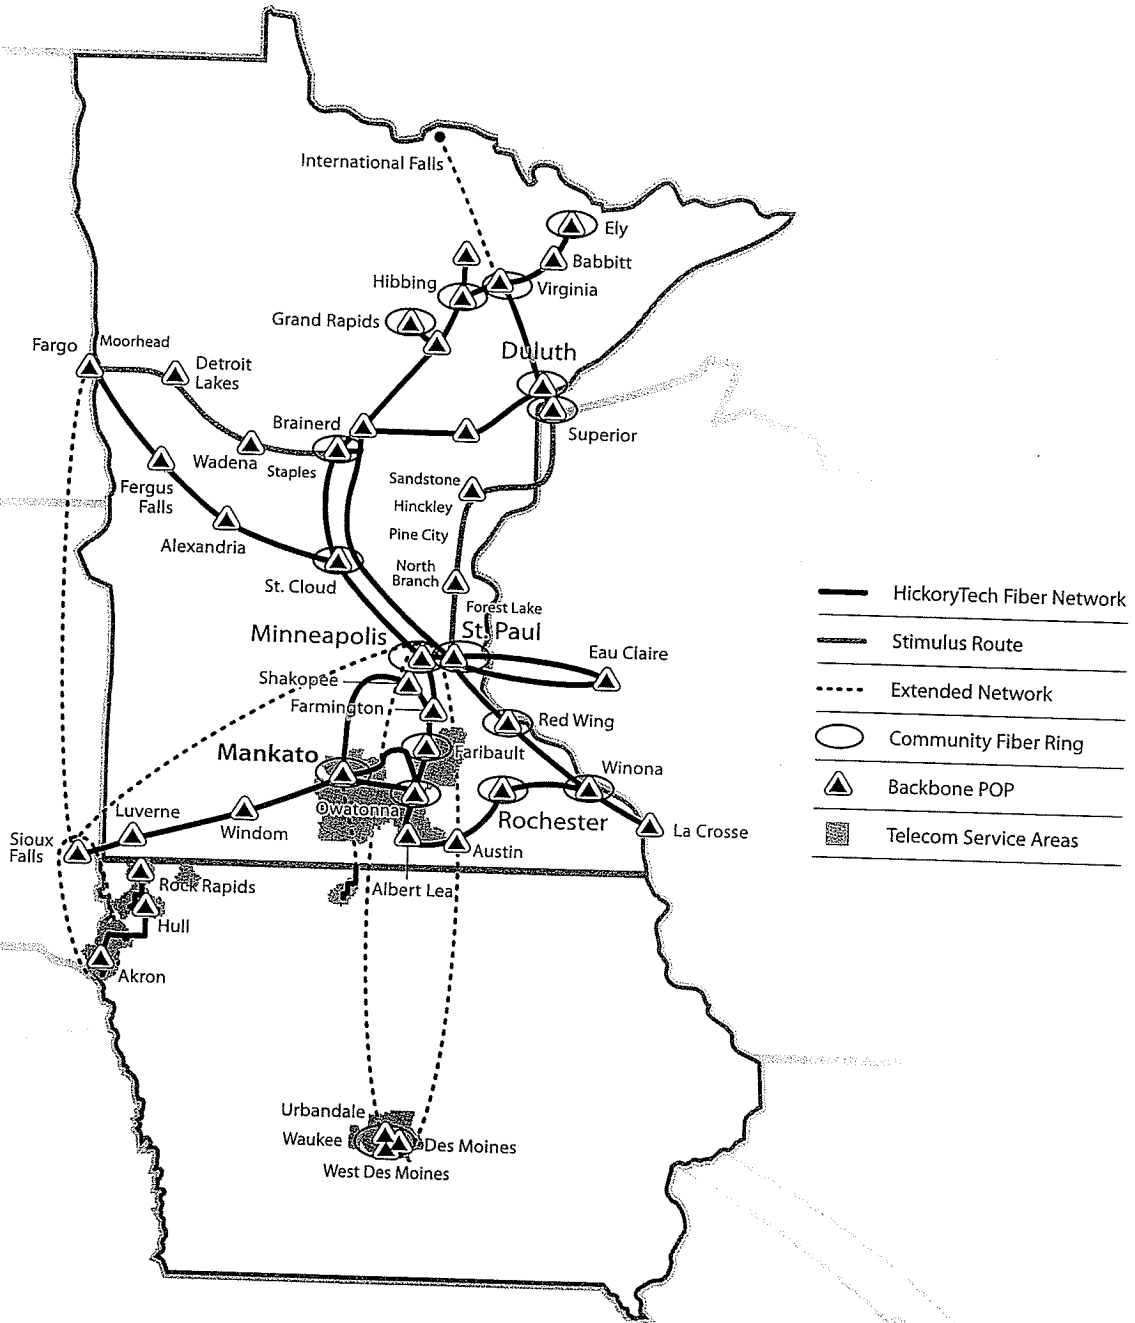 International Falls
Ely
Babbitt
Hibbing
Virginia
Grand Rapids
Duluth
Fargo
Moorhead
Detroit
Lakes
Brainerd
Superior
Wadena
Staples
Sandstone
Fergus
Falls
Hinckley
Pine City
Alexandria
North
Branch
St. Cloud
Forest Lake
Minneapolis
St. Paul
Eau Claire
Shakopee
Farmington
Red Wing
Mankato
Faribault
Winona
Luverne
Owatonna
Windom
Rochester
La Crosse
Sioux
Falls
Austin
Rock Rapids
Albert Lea
Hull
Akron
Urbandale
Waukee
Des Moines
West Des Moines
HickoryTech Fiber Network
Stimulus Route
Extended Network
Community Fiber Ring
Backbone POP
Telecom Service Areas